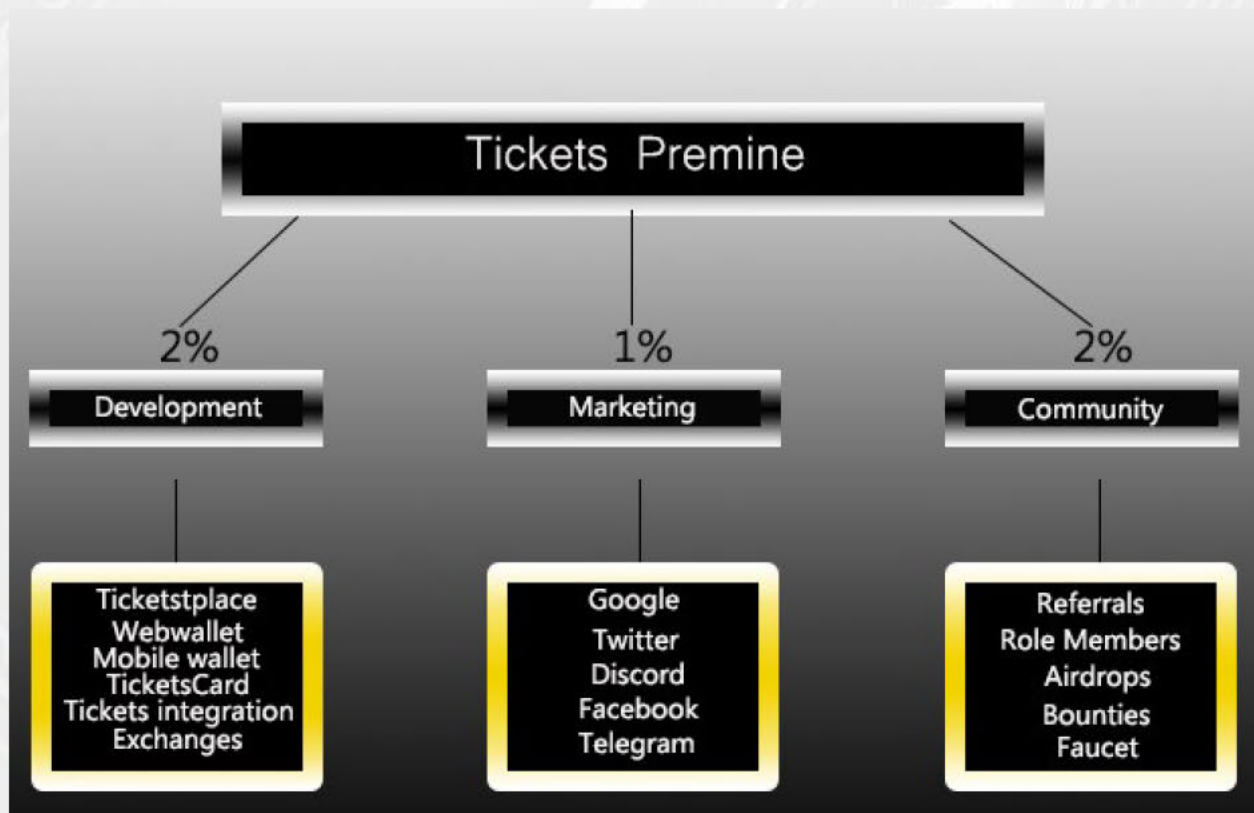 Tickets Premine
2%
1%
2%
Development
Marketing
Community
Ticketstplace
Webwallet
Mobile wallet
TicketsCard
Tickets integration
Exchanges
Google
Twitter
Discord
Facebook
Telegram
Referrals
Role Members
Airdrops
Bounties
Faucet